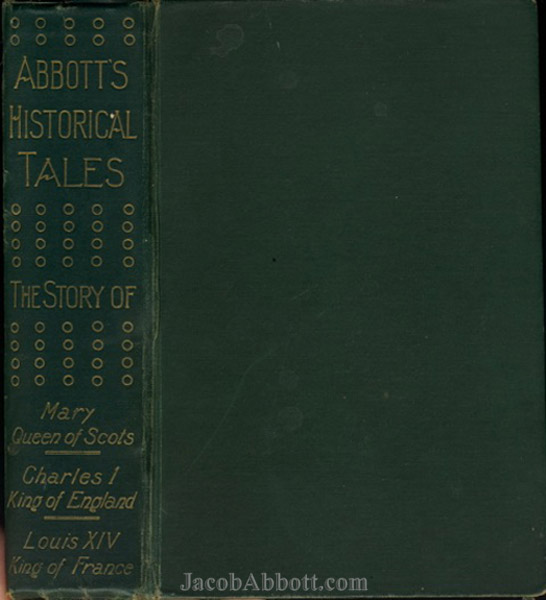 ABBOTT'S
HISTORICAL
TALES
THE STORY OF
Mary
Queen of Scots
Charles I
King of England
Louis XIV
King of France
JacobAbbott.com